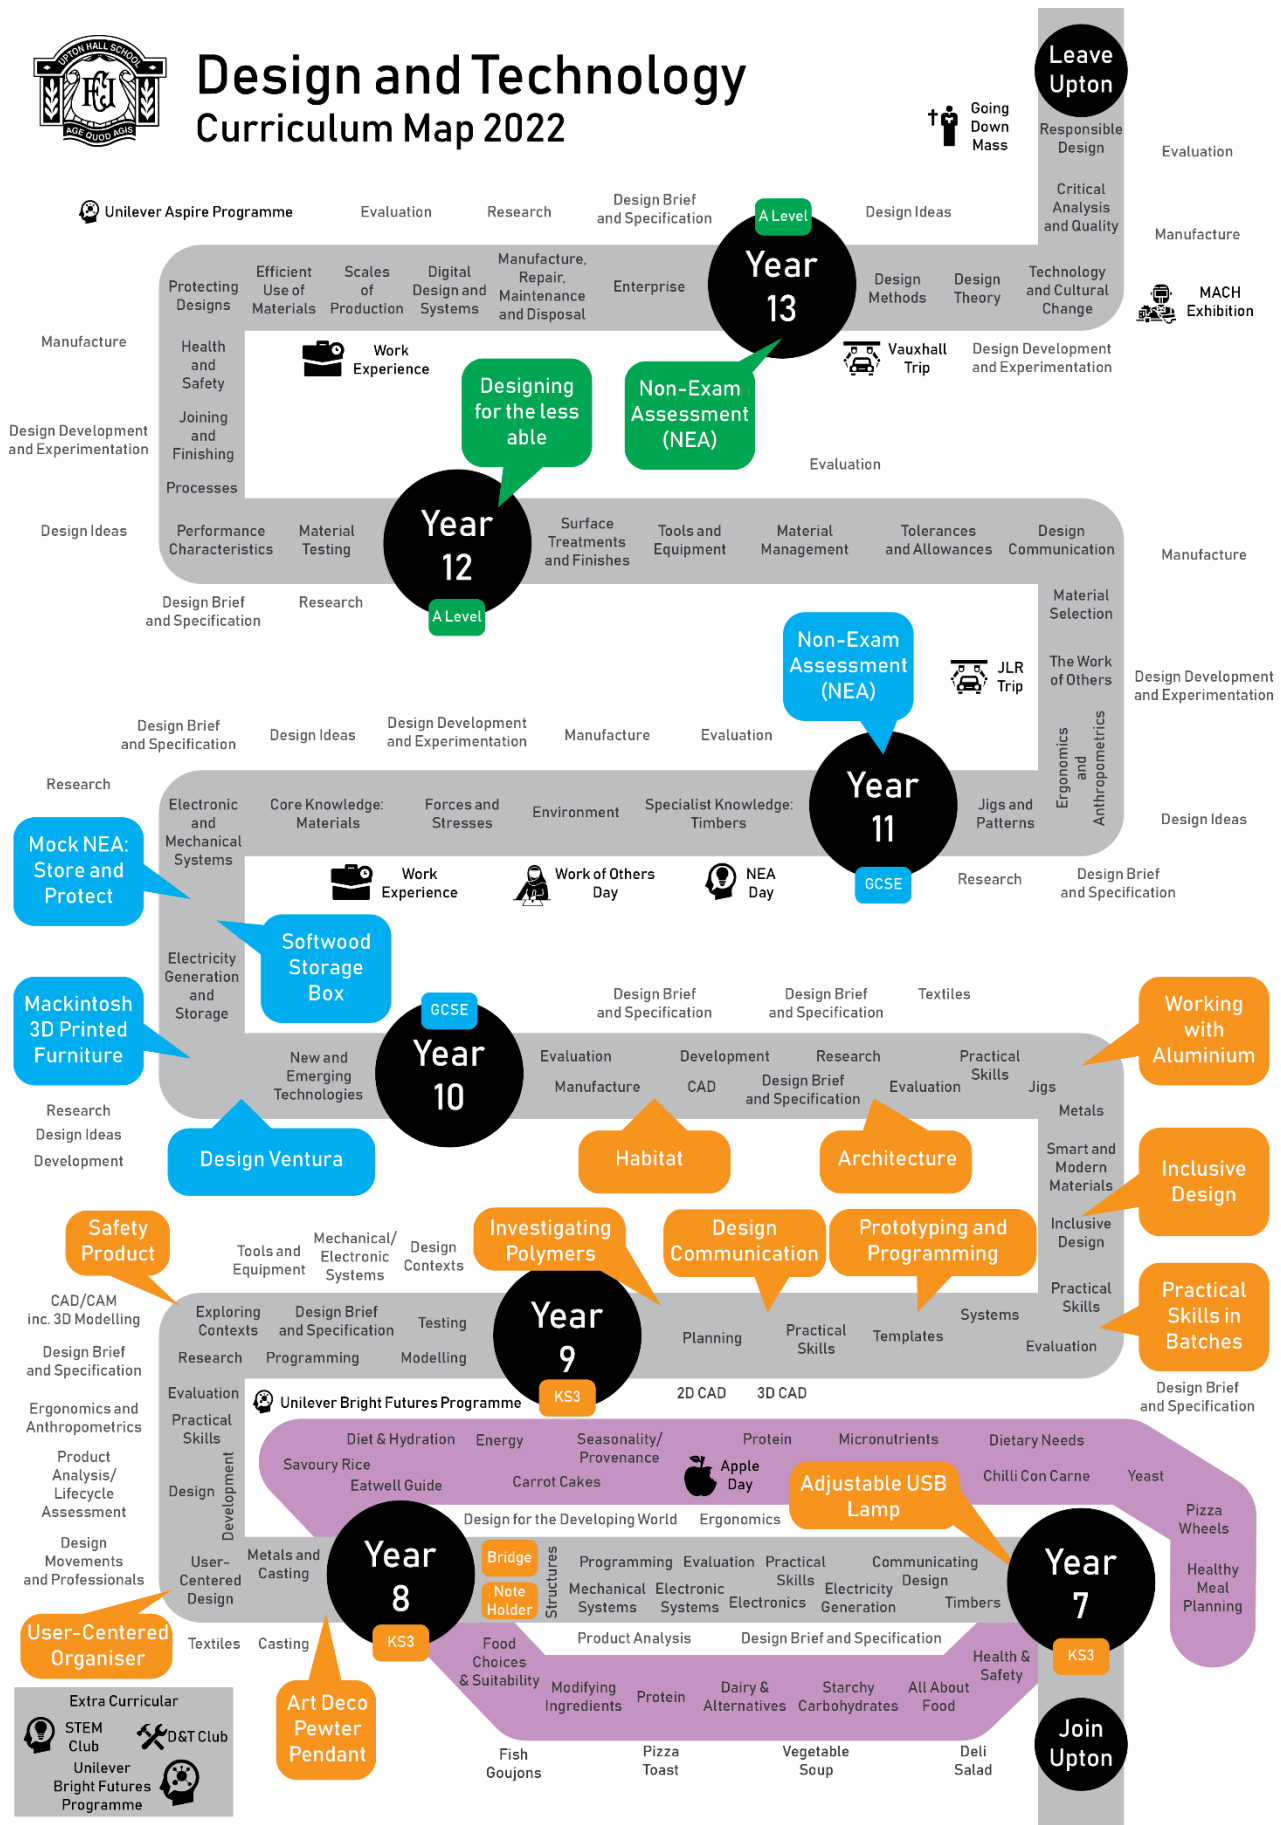 UPTON HALL SCHOOL
FCJ
AGE QUOD AGIS
Design and Technology
Curriculum Map 2022
Leave
Upton
Going
Down
Mass
Responsible
Design
Evaluation
Critical
Analysis
and Quality
Manufacture
Unilever Aspire Programme
Evaluation
Research
Design Brief
and Specification
A Level
Design Ideas
Year
13
Protecting
Designs
Efficient
Use of
Materials
Scales
of
Production
Digital
Design and
Systems
Manufacture,
Repair,
Maintenance
and Disposal
Enterprise
Design
Methods
Design
Theory
Technology
and Cultural
Change
MACH
Exhibition
Manufacture
Health
and
Safety
Work
Experience
Vauxhall
Trip
Design Development
and Experimentation
Designing
for the less
able
Non-Exam
Assessment
(NEA)
Design Development
and Experimentation
Joining
and
Finishing
Processes
Evaluation
Design Ideas
Performance
Characteristics
Material
Testing
Year
12
A Level
Surface
Treatments
and Finishes
Tools and
Equipment
Material
Management
Tolerances
and Allowances
Design
Communication
Manufacture
Design Brief
and Specification
Research
Material
Selection
Non-Exam
Assessment
(NEA)
JLR
Trip
The Work
of Others
Design Development
and Experimentation
Design Brief
and Specification
Design Ideas
Design Development
and Experimentation
Manufacture
Evaluation
Ergonomics
and
Anthropometrics
Research
Electronic
and
Mechanical
Systems
Core Knowledge:
Materials
Forces and
Stresses
Environment
Specialist Knowledge:
Timbers
Year
11
GCSE
Jigs and
Patterns
Design Ideas
Mock NEA:
Store and
Protect
Work
Experience
Work of Others
Day
NEA
Day
Research
Design Brief
and Specification
Softwood
Storage
Box
Electricity
Generation
and
Storage
Mackintosh
3D Printed
Furniture
GCSE
Year
10
Design Brief
and Specification
Design Brief
and Specification
Textiles
Working
with
Aluminium
New and
Emerging
Technologies
Evaluation
Manufacture
Development
CAD
Research
Design Brief
and Specification
Evaluation
Practical
Skills
Jigs
Metals
Research
Design Ideas
Development
Design Ventura
Habitat
Architecture
Smart and
Modern
Materials
Inclusive
Design
Inclusive
Design
Safety
Product
Tools and
Equipment
Mechanical/
Electronic
Systems
Design
Contexts
Investigating
Polymers
Design
Communication
Prototyping and
Programming
Practical
Skills
Practical
Skills in
Batches
CAD/CAM
inc. 3D Modelling
Exploring
Contexts
Design Brief
and Specification
Testing
Year
9
KS3
Planning
Practical
Skills
Templates
Systems
Evaluation
Design Brief
and Specification
Research
Programming
Modelling
Design Brief
and Specification
Evaluation
Unilever Bright Futures Programme
2D CAD
3D CAD
Ergonomics and
Anthropometrics
Practical
Skills
Diet & Hydration
Energy
Seasonality/
Provenance
Protein
Micronutrients
Dietary Needs
Product
Analysis/
Lifecycle
Assessment
Savoury Rice
Eatwell Guide
Carrot Cakes
Apple
Day
Adjustable USB
Lamp
Chilli Con Carne
Yeast
Design
Development
Pizza
Wheels
Design for the Developing World
Ergonomics
Design
Movements
and Professionals
User-
Centered
Design
Metals and
Casting
Year
8
KS3
Bridge
Note
Holder
Structures
Programming
Evaluation
Practical
Skills
Communicating
Design
Mechanical
Systems
Electronic
Systems
Electronics
Electricity
Generation
Timbers
Year
7
KS3
Healthy
Meal
Planning
User-Centered
Organiser
Textiles
Casting
Product Analysis
Design Brief and Specification
Art Deco
Pewter
Pendant
Food
Choices
& Suitability
Modifying
Ingredients
Protein
Dairy &
Alternatives
Starchy
Carbohydrates
All About
Food
Health &
Safety
Extra Curricular
STEM
Club
D&T Club
Unilever
Bright Futures
Programme
Fish
Goujons
Pizza
Toast
Vegetable
Soup
Deli
Salad
Join
Upton